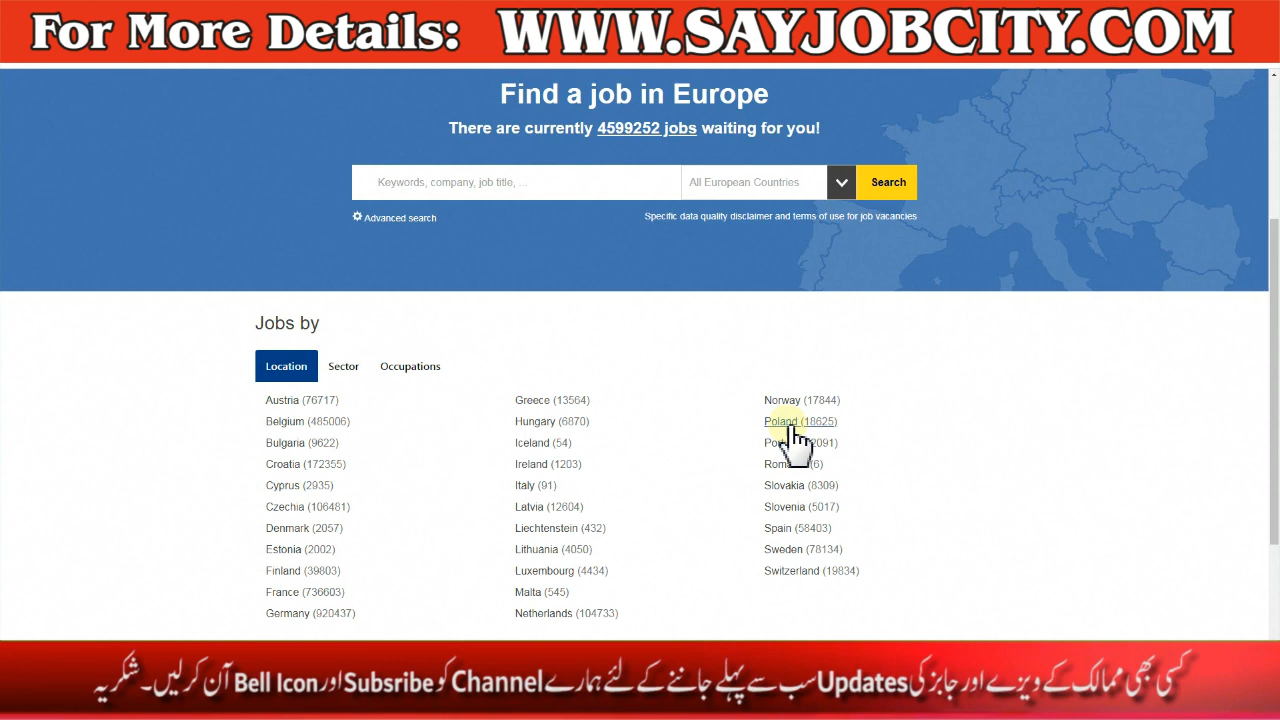 For More Details: WWW.SAYJOBCITY.COM
Find a job in Europe
There are currently 4599252 jobs waiting for you!
Keywords, company, job title, ... All European Countries Search
Advanced search Specific data quality disclaimer and terms of use for job vacancies
Jobs by
Location Sector Occupations
Austria (76717) Greece (13564) Norway (17844)
Belgium (485006) Hungary (6870) Poland (18625)
Bulgaria (9622) Iceland (54) 2091)
Croatia (172355) Ireland (1203) (6)
Cyprus (2935) Italy (91) Slovakia (8309)
Czechia (106481) Latvia (12604) Slovenia (5017)
Denmark (2057) Liechtenstein (432) Spain (58403)
Estonia (2002) Lithuania (4050) Sweden (78134)
Finland (39803) Luxembourg (4434) Switzerland (19834)
France (736603) Malta (545)
Germany (920437) Netherlands (104733)
کسی بھی ممالک کے ویزے اور جابز کی Updates سب سے پہلے جاننے کے لئے ہمارے Channel کو Subsribe اور Bell Icon آن کرلیں۔ شکریہ